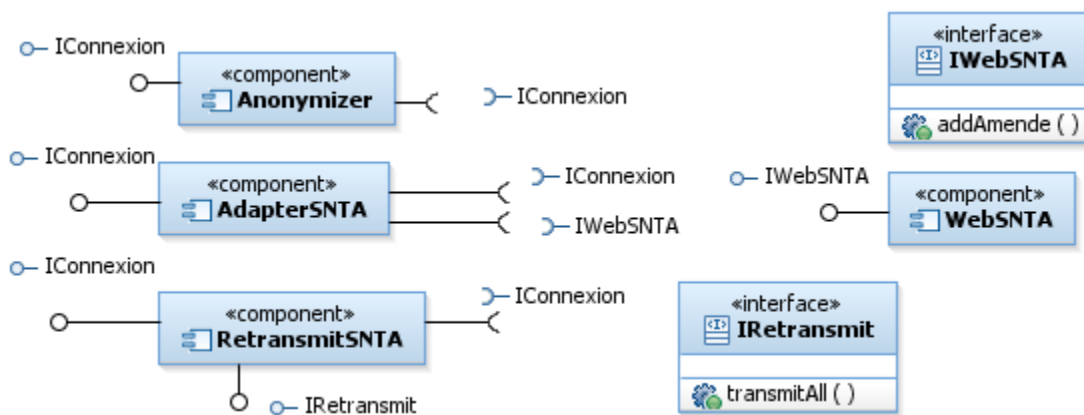 IConnexion
«component»
Anonymizer
IConnexion
«interface»
IWebSNTA
addAmende ( )
IConnexion
«component»
AdapterSNTA
IConnexion
IWebSNTA
IWebSNTA
«component»
WebSNTA
IConnexion
«component»
RetransmitSNTA
IConnexion
IRetransmit
«interface»
IRetransmit
transmitAll ( )